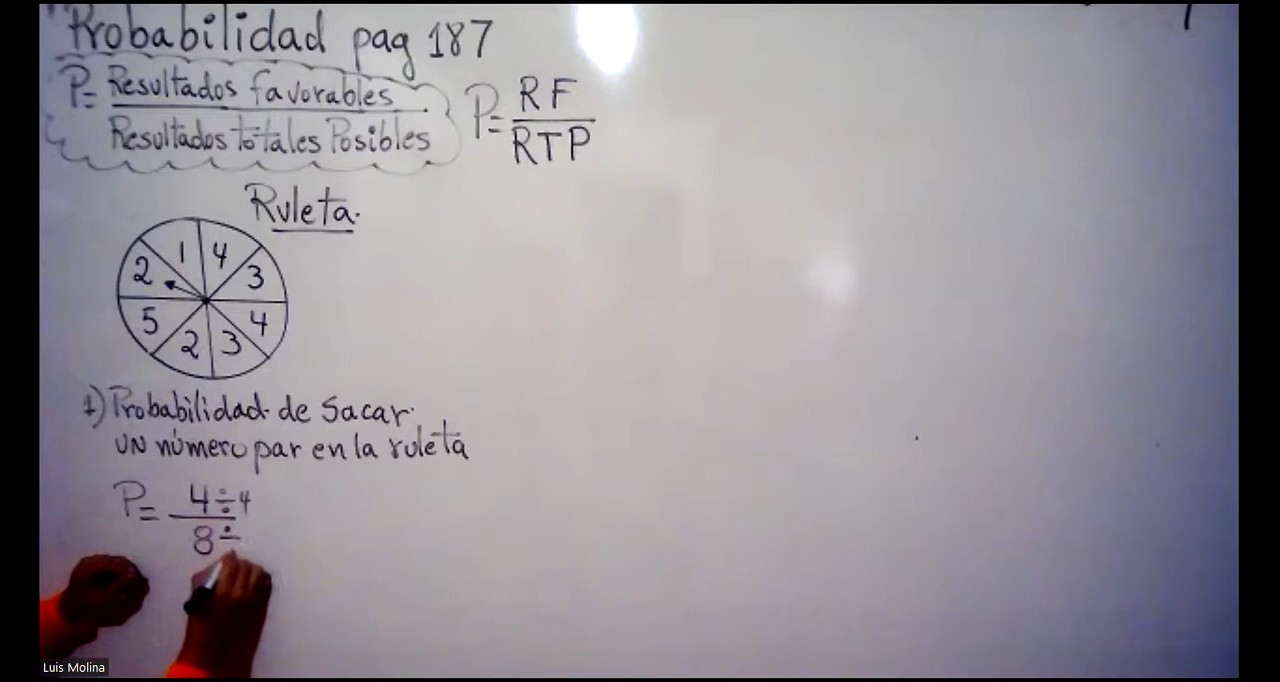 Probabilidad pag 187
P= Resultados favorables
Resultados totales Posibles
P= RF
RTP
Ruleta.
1 4
2 3
5 4
2 3
1) Probabilidad de Sacar
UN número par en la ruleta
P= 4÷4
8÷
Luis Molina